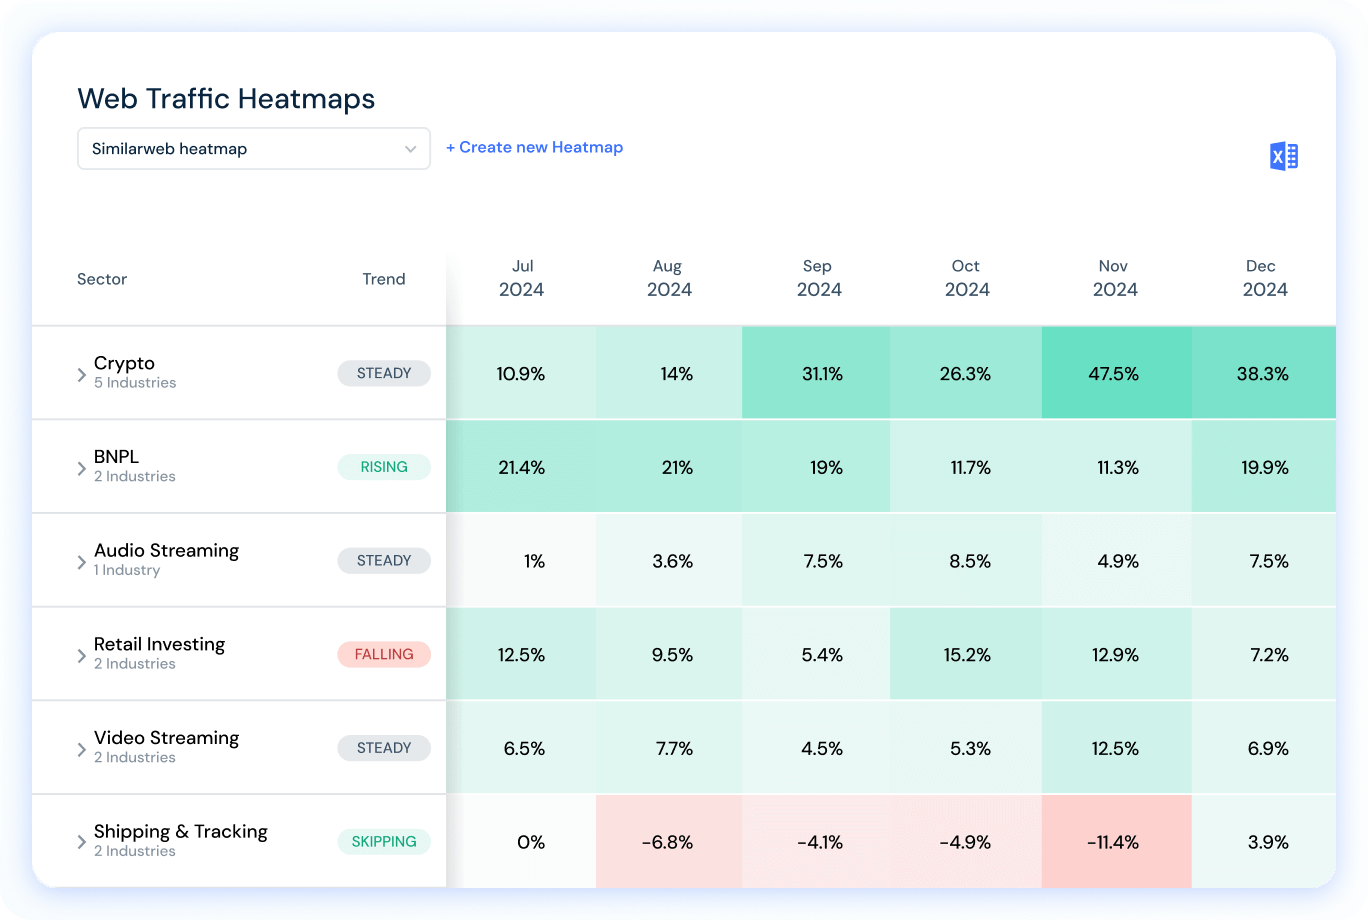 Web Traffic Heatmaps
Similarweb heatmap
+ Create new Heatmap
X
Sector Trend Jul 2024 Aug 2024 Sep 2024 Oct 2024 Nov 2024 Dec 2024
Crypto
5 Industries
STEADY 10.9% 14% 31.1% 26.3% 47.5% 38.3%
BNPL
2 Industries
RISING 21.4% 21% 19% 11.7% 11.3% 19.9%
Audio Streaming
1 Industry
STEADY 1% 3.6% 7.5% 8.5% 4.9% 7.5%
Retail Investing
2 Industries
FALLING 12.5% 9.5% 5.4% 15.2% 12.9% 7.2%
Video Streaming
2 Industries
STEADY 6.5% 7.7% 4.5% 5.3% 12.5% 6.9%
Shipping & Tracking
2 Industries
SKIPPING 0% -6.8% -4.1% -4.9% -11.4% 3.9%